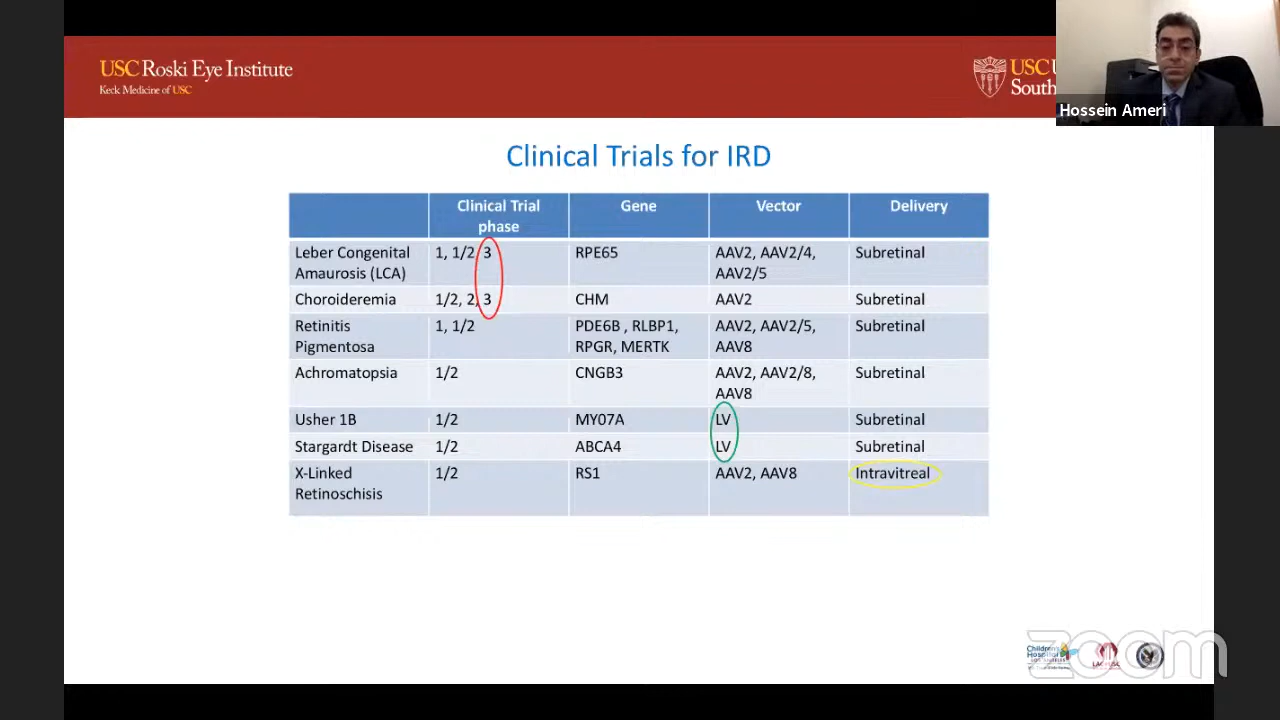 USC Roski Eye Institute
Keck Medicine of USC
USC
South
Hossein Ameri
Clinical Trials for IRD
Clinical Trial phase Gene Vector Delivery
Leber Congenital Amaurosis (LCA) 1, 1/2 3 RPE65 AAV2, AAV2/4, AAV2/5 Subretinal
Choroideremia 1/2, 2, 3 CHM AAV2 Subretinal
Retinitis Pigmentosa 1, 1/2 PDE6B , RLBP1, RPGR, MERTK AAV2, AAV2/5, AAV8 Subretinal
Achromatopsia 1/2 CNGB3 AAV2, AAV2/8, AAV8 Subretinal
Usher 1B 1/2 MY07A LV Subretinal
Stargardt Disease 1/2 ABCA4 LV Subretinal
X-Linked Retinoschisis 1/2 RS1 AAV2, AAV8 Intravitreal
Children's
Hospital
zoom